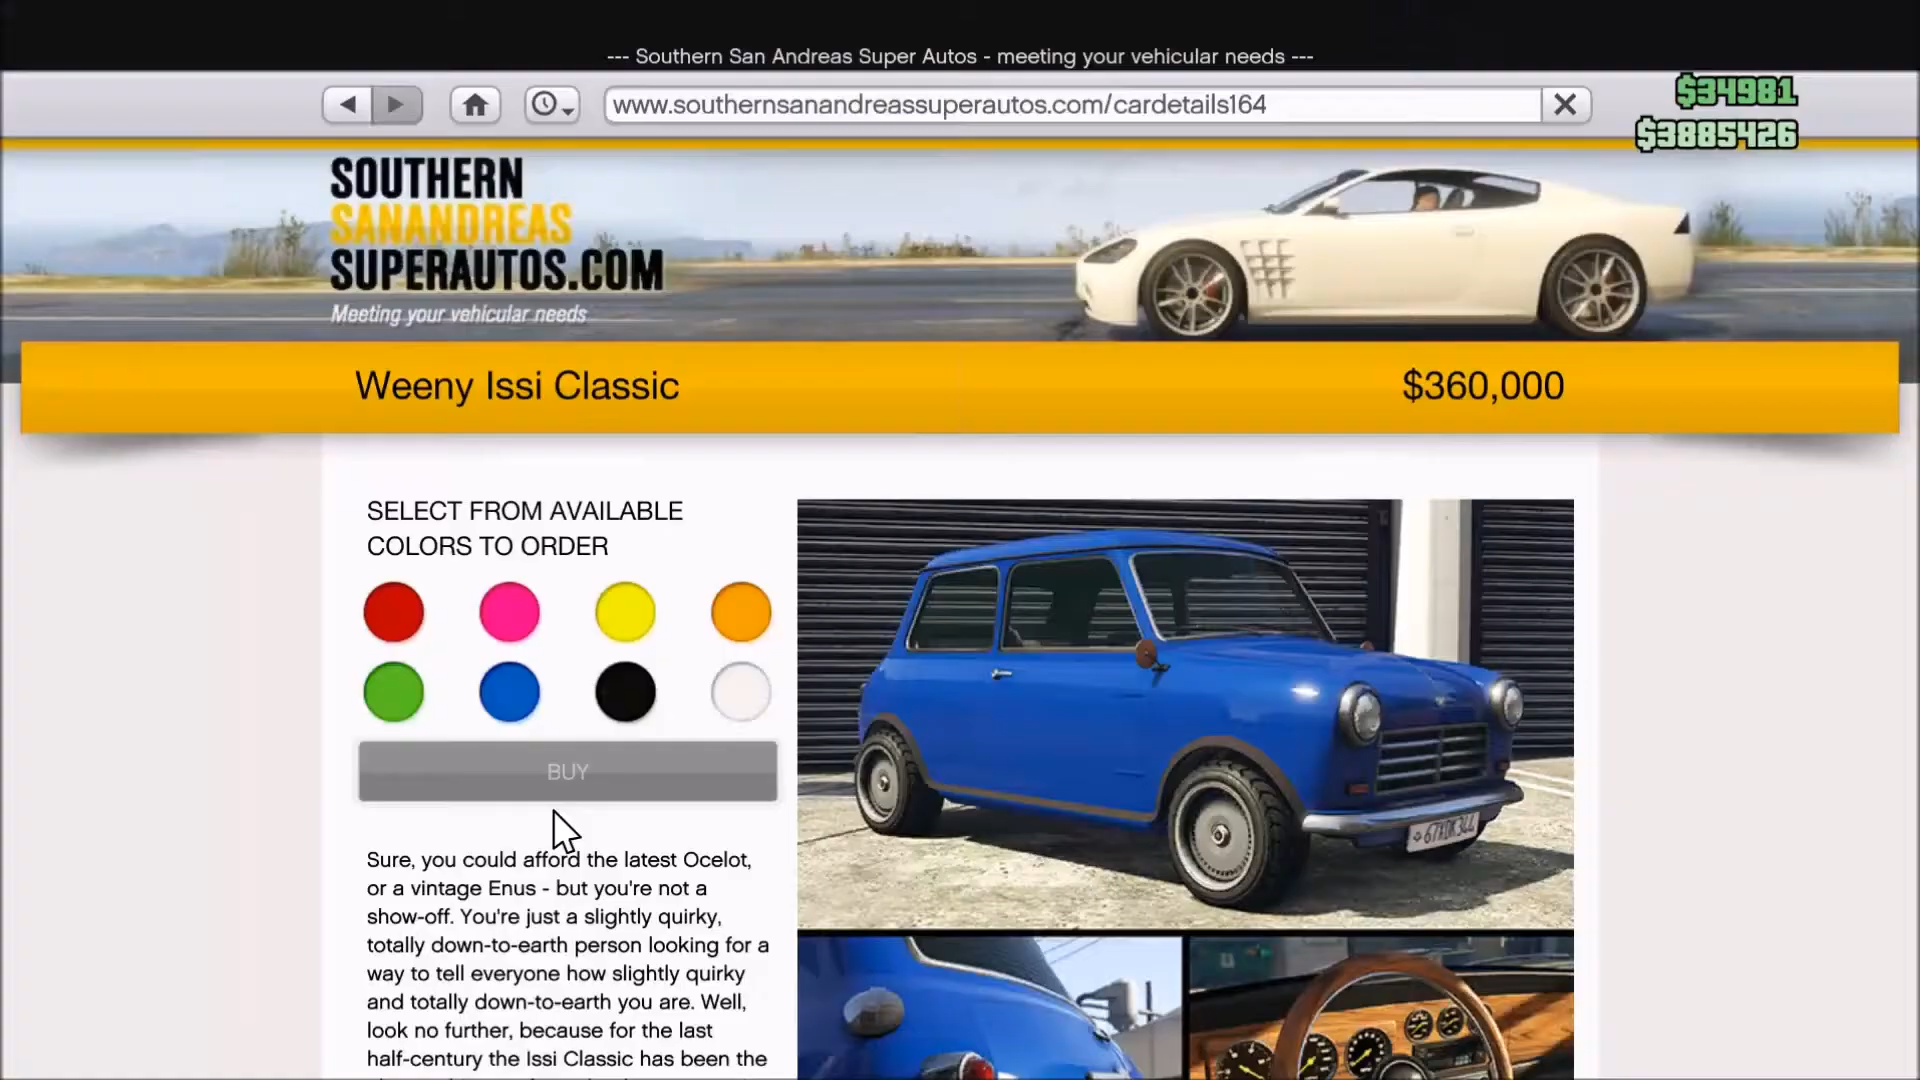 --- Southern San Andreas Super Autos - meeting your vehicular needs ---
www.southernsanandreassuperautos.com/cardetails164
$34981
$3885426
SOUTHERN
SANANDREAS
SUPERAUTOS.COM
Meeting your vehicular needs
Weeny Issi Classic
$360,000
SELECT FROM AVAILABLE
COLORS TO ORDER
BUY
Sure, you could afford the latest Ocelot,
or a vintage Enus - but you're not a
show-off. You're just a slightly quirky,
totally down-to-earth person looking for a
way to tell everyone how slightly quirky
and totally down-to-earth you are. Well,
look no further, because for the last
half-century the Issi Classic has been the